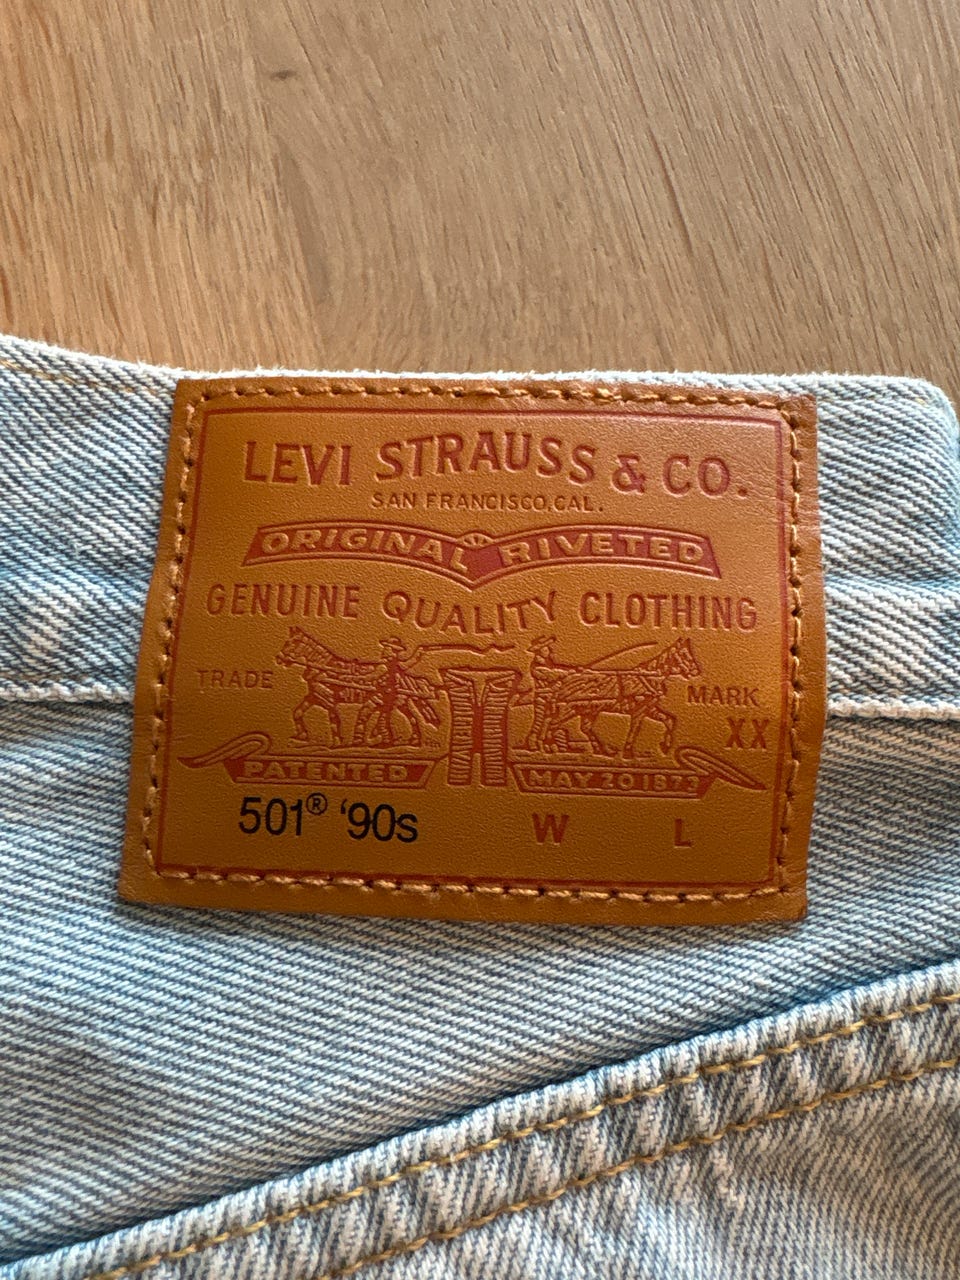 LEVI STRAUSS & CO.
SAN FRANCISCO, CAL.
ORIGINAL RIVETED
GENUINE QUALITY CLOTHING
TRADE MARK
XX
PATENTED MAY 20 1873
501® '90s W L